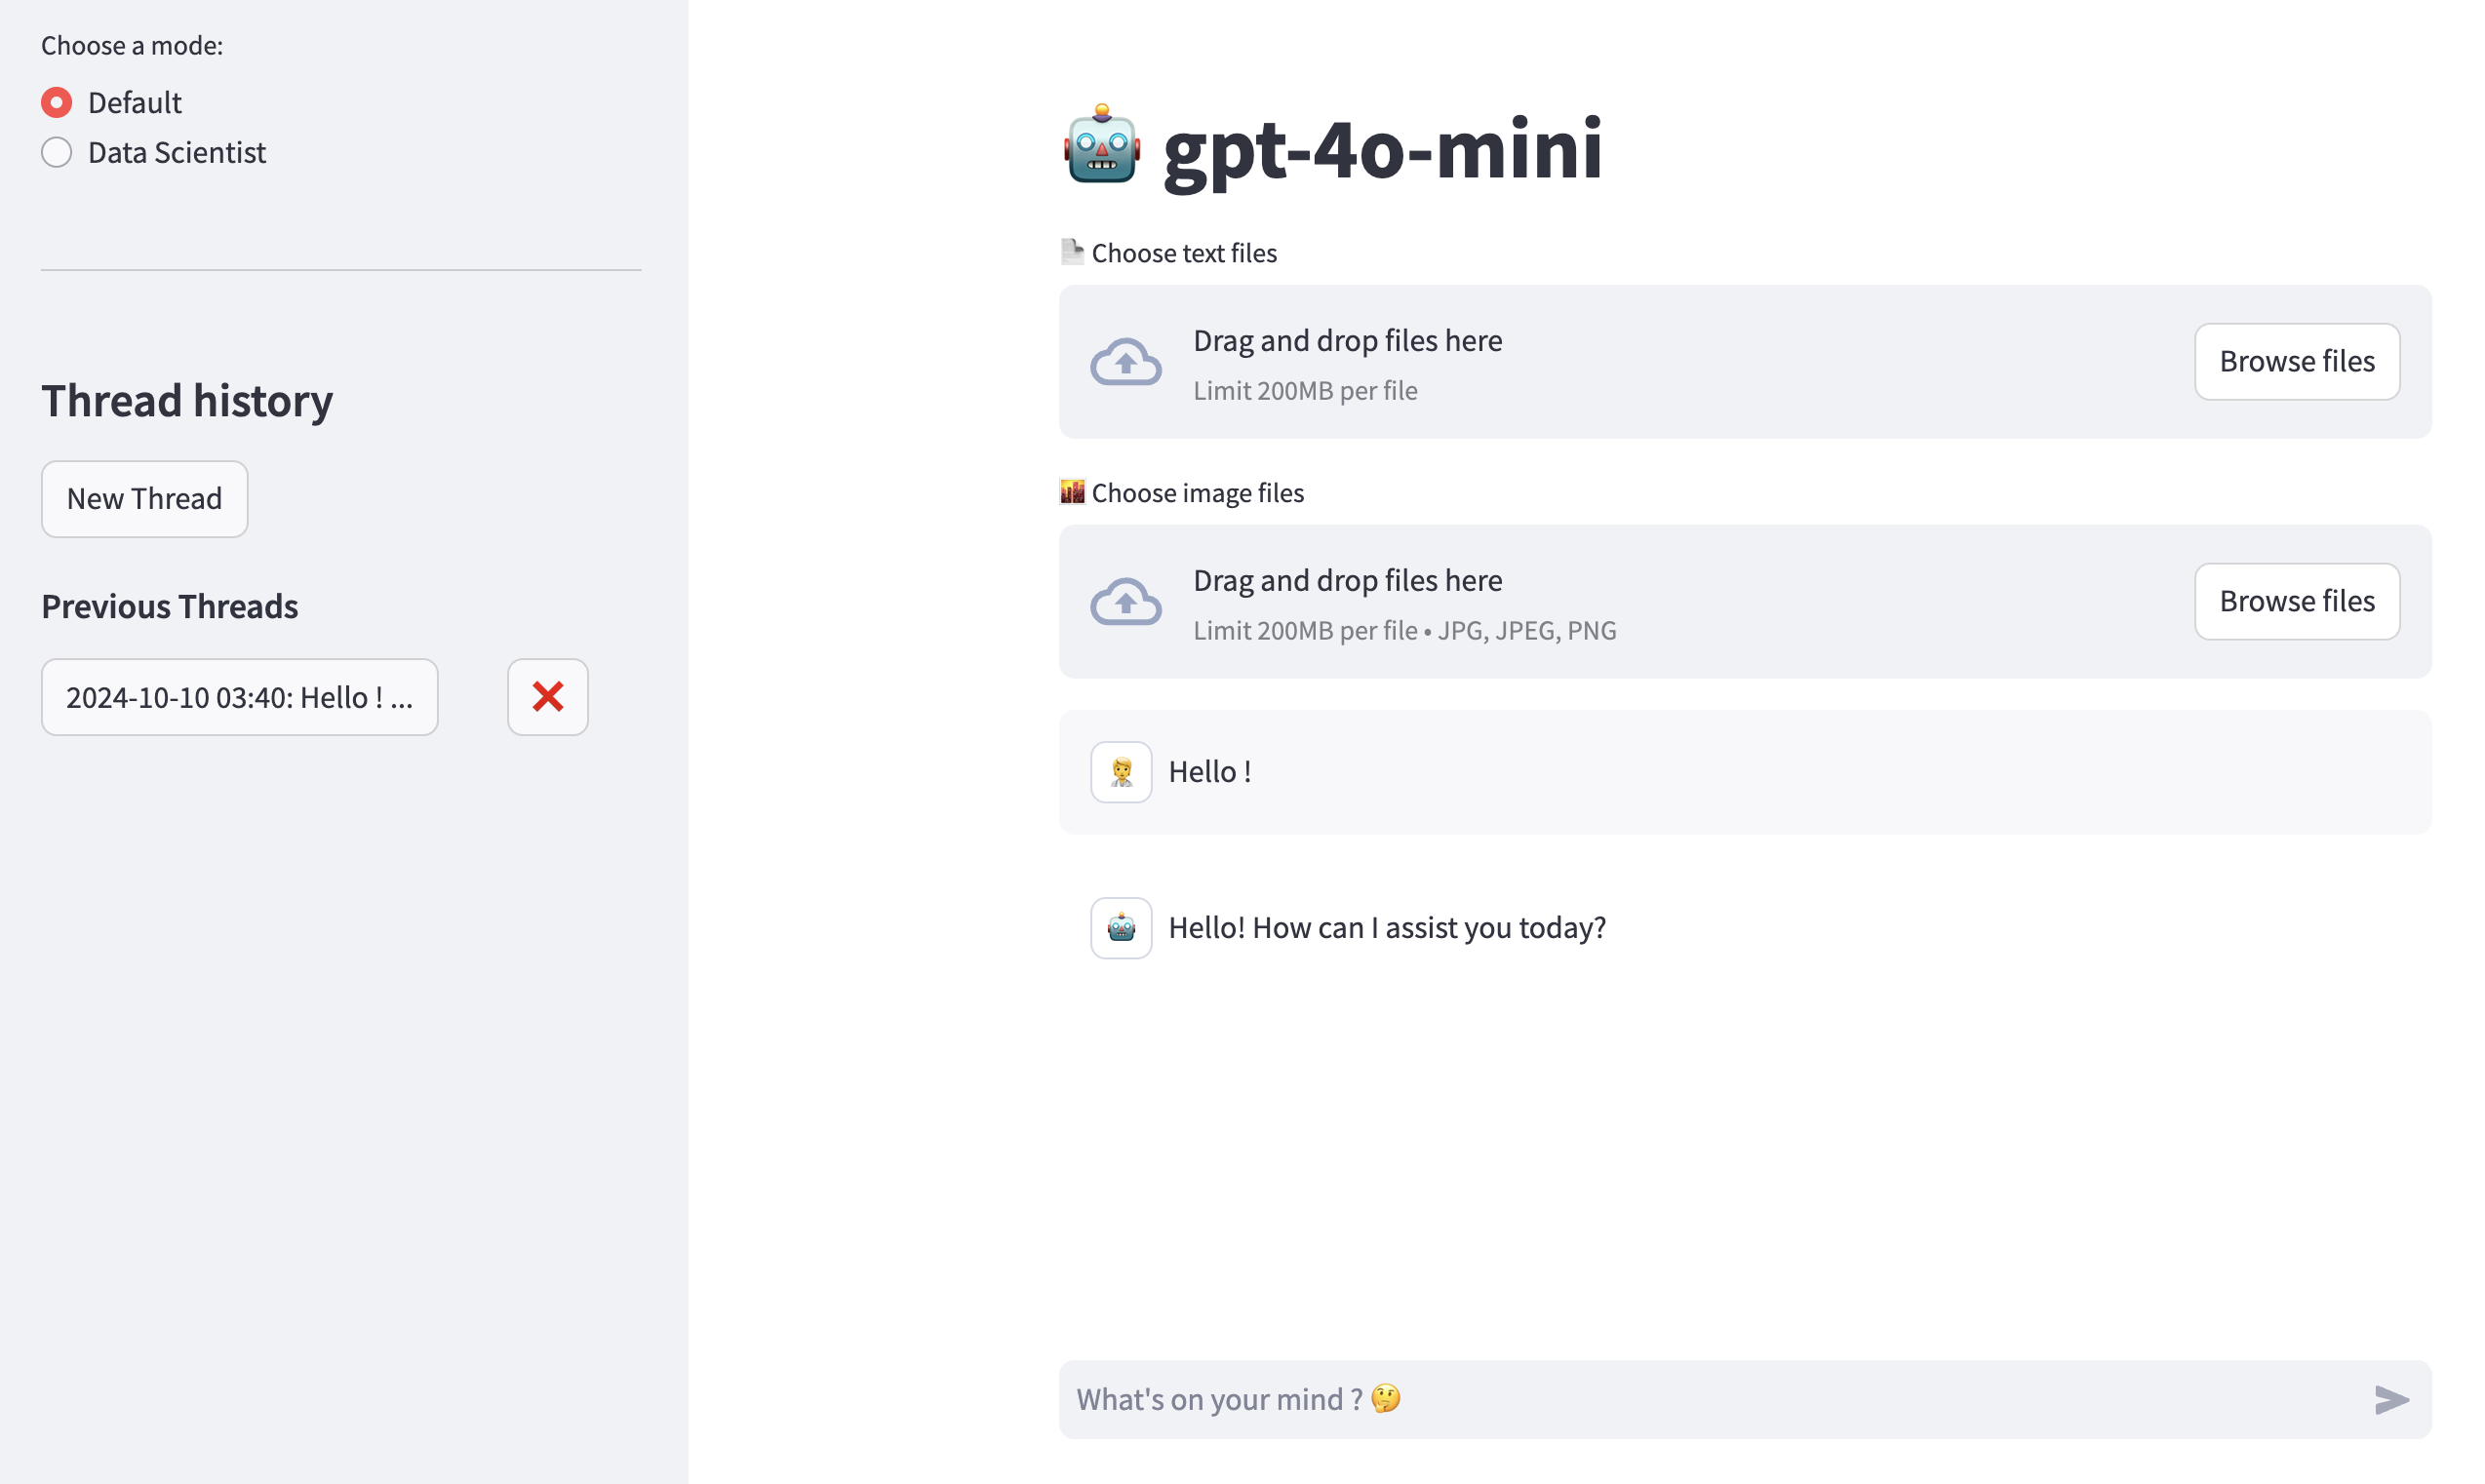 Choose a mode:
Default
Data Scientist
Thread history
New Thread
Previous Threads
2024-10-10 03:40: Hello ! ...
gpt-4o-mini
Choose text files
Drag and drop files here
Limit 200MB per file
Browse files
Choose image files
Drag and drop files here
Limit 200MB per file • JPG, JPEG, PNG
Browse files
Hello !
Hello! How can I assist you today?
What's on your mind ? 🤔